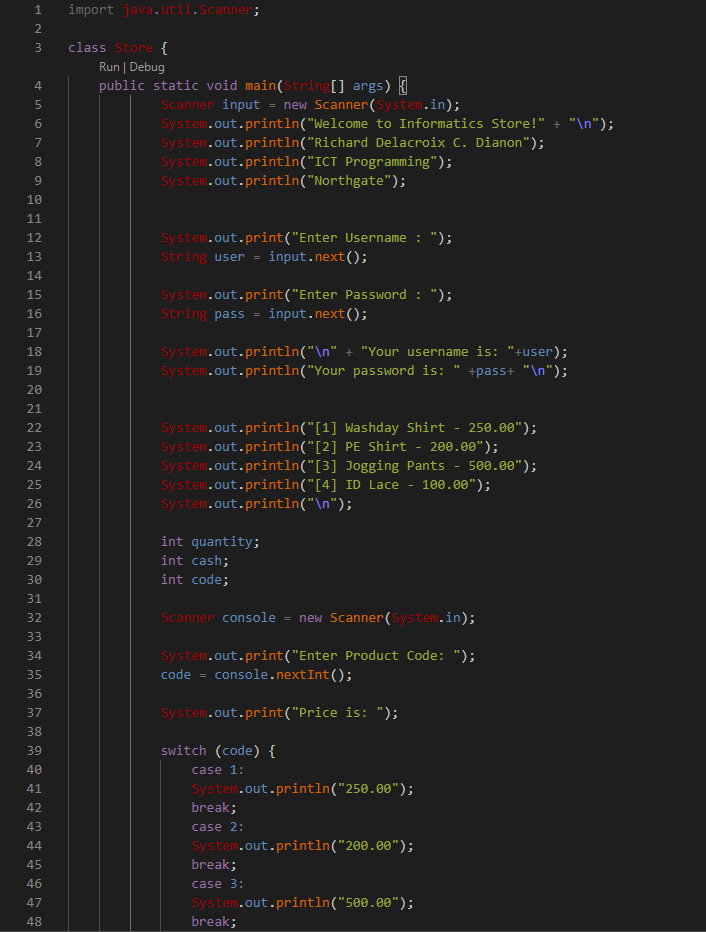 1 import java.util.Scanner;
2
3 class Store {
Run | Debug
4 public static void main(String[] args) {
5 Scanner input = new Scanner(System.in);
6 System.out.println("Welcome to Informatics Store!" + "\n");
7 System.out.println("Richard Delacroix C. Dianon");
8 System.out.println("ICT Programming");
9 System.out.println("Northgate");
10
11
12 System.out.print("Enter Username : ");
13 String user = input.next();
14
15 System.out.print("Enter Password : ");
16 String pass = input.next();
17
18 System.out.println("\n" + "Your username is: "+user);
19 System.out.println("Your password is: " +pass+ "\n");
20
21
22 System.out.println("[1] Washday Shirt - 250.00");
23 System.out.println("[2] PE Shirt - 200.00");
24 System.out.println("[3] Jogging Pants - 500.00");
25 System.out.println("[4] ID Lace - 100.00");
26 System.out.println("\n");
27
28 int quantity;
29 int cash;
30 int code;
31
32 Scanner console = new Scanner(System.in);
33
34 System.out.print("Enter Product Code: ");
35 code = console.nextInt();
36
37 System.out.print("Price is: ");
38
39 switch (code) {
40 case 1:
41 System.out.println("250.00");
42 break;
43 case 2:
44 System.out.println("200.00");
45 break;
46 case 3:
47 System.out.println("500.00");
48 break;